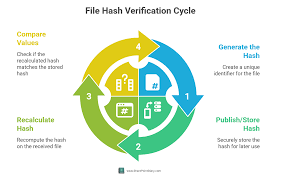 File Hash Verification Cycle
Compare
Values
Check if the
recalculated hash
matches the stored
hash
4
Generate the
Hash
Create a unique
identifier for the file
1
3
Recalculate
Hash
Recompute the hash
on the received file
Publish/Store
Hash
Securely store the
hash for later use
2